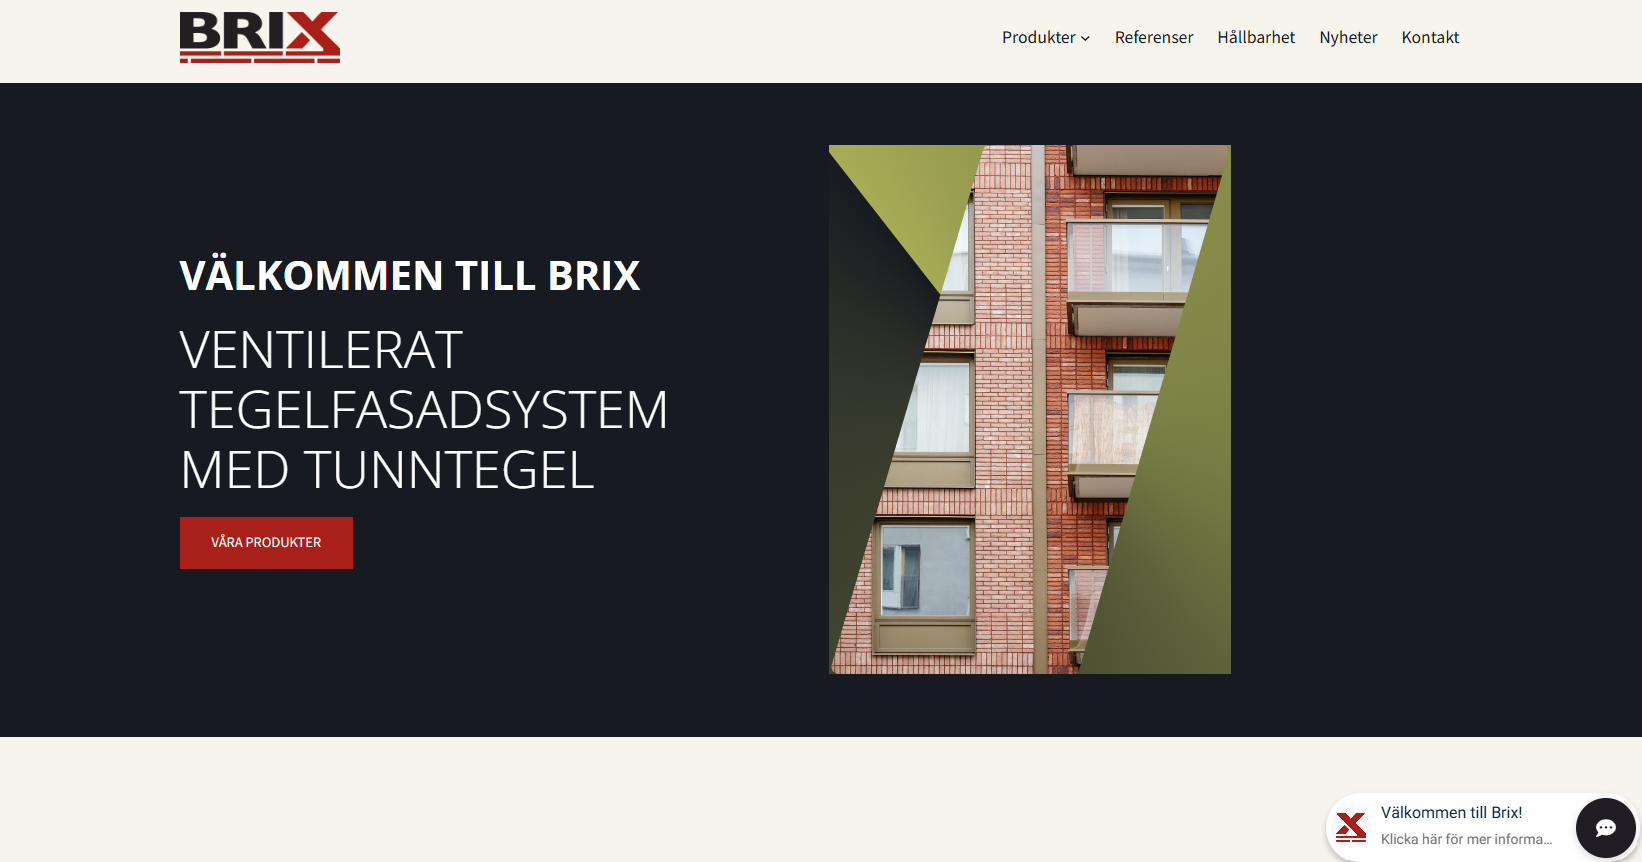 BRIX
Produkter
Referenser
Hållbarhet
Nyheter
Kontakt
VÄLKOMMEN TILL BRIX
VENTILERAT
TEGELFASADSYSTEM
MED TUNNTEGEL
VÅRA PRODUKTER
Välkommen till Brix!
Klicka här för mer informa...